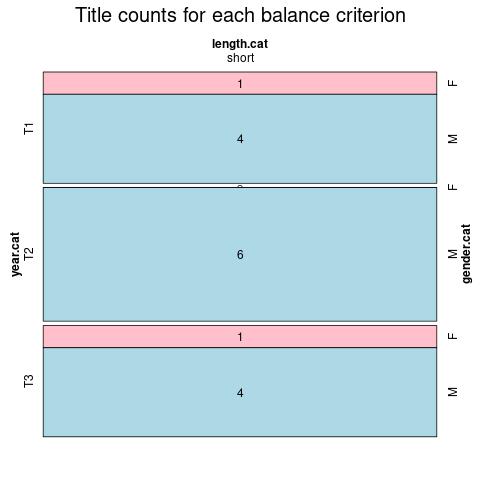 Title counts for each balance criterion
length.cat
short
1
F
T1
4
M
F
year.cat
T2
6
M
gender.cat
1
F
T3
4
M